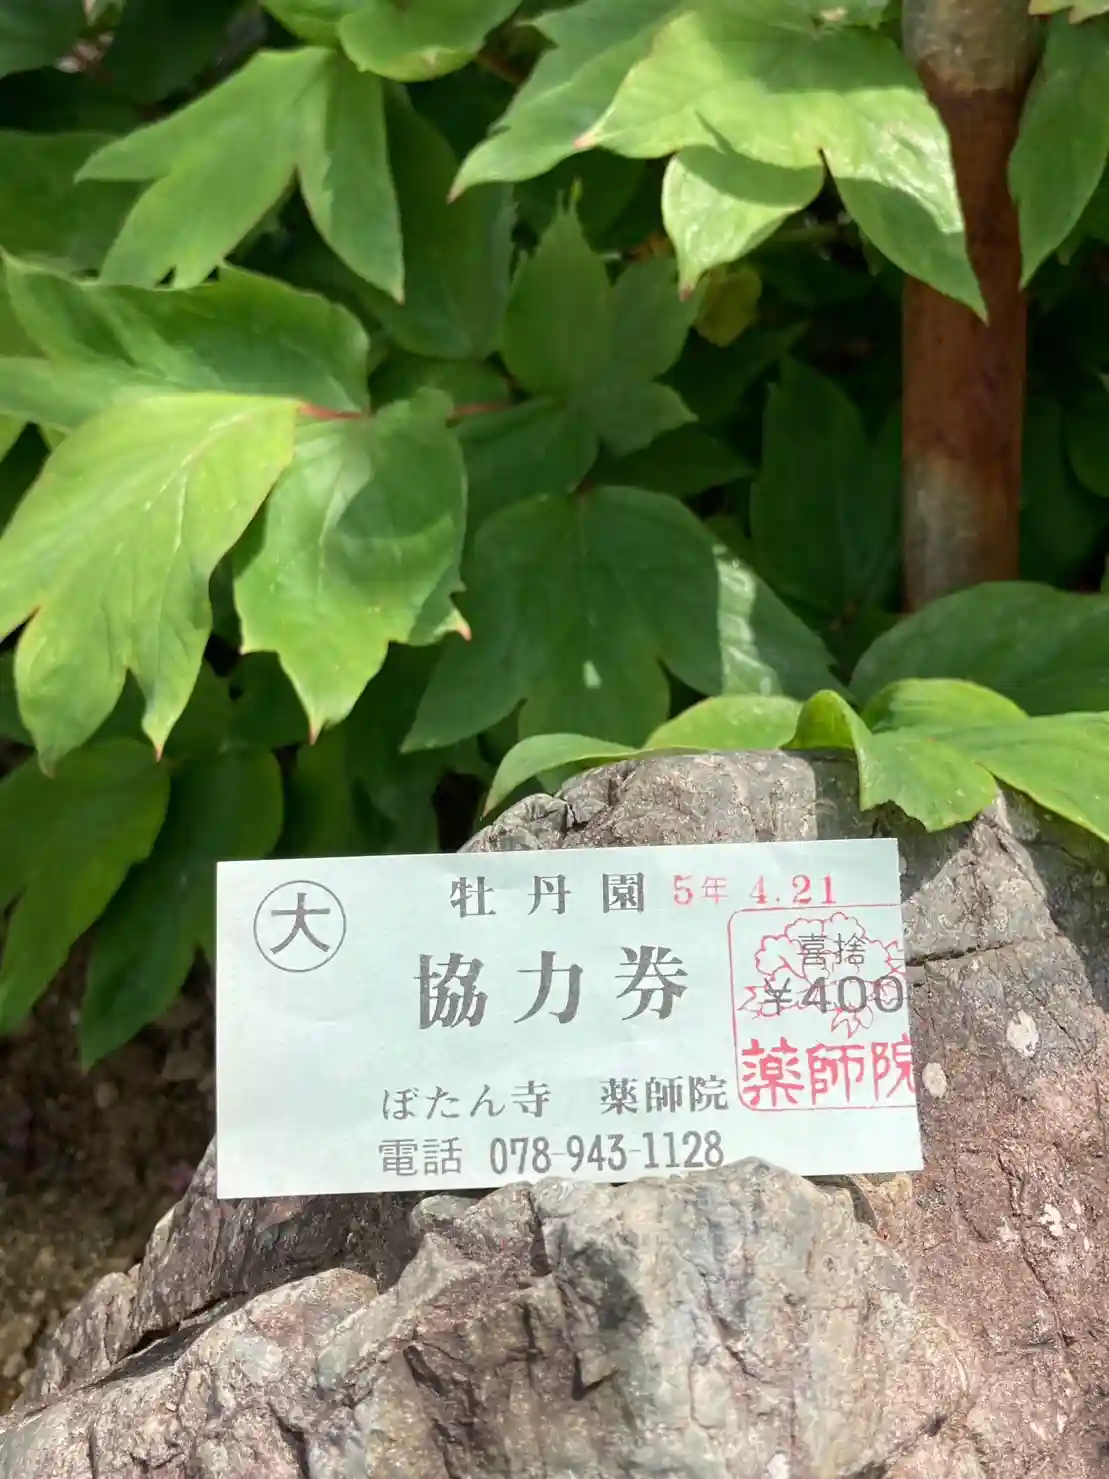 大
牡丹園 5年 4.21
協力券
喜捨
¥400
薬師院
ぼたん寺 薬師院
電話 078-943-1128